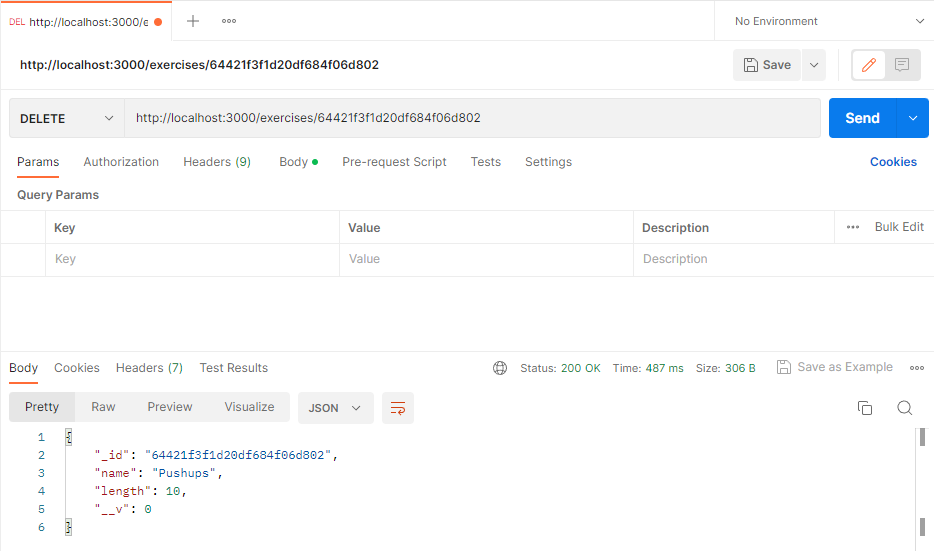 DEL http://localhost:3000/e
No Environment
http://localhost:3000/exercises/64421f3f1d20df684f06d802
Save
DELETE http://localhost:3000/exercises/64421f3f1d20df684f06d802 Send
Params Authorization Headers (9) Body Pre-request Script Tests Settings Cookies
Query Params
Key Value Description Bulk Edit
Key Value Description
Body Cookies Headers (7) Test Results Status: 200 OK Time: 487 ms Size: 306 B Save as Example
Pretty Raw Preview Visualize JSON
1 {
2 "_id": "64421f3f1d20df684f06d802",
3 "name": "Pushups",
4 "length": 10,
5 "__v": 0
6 }